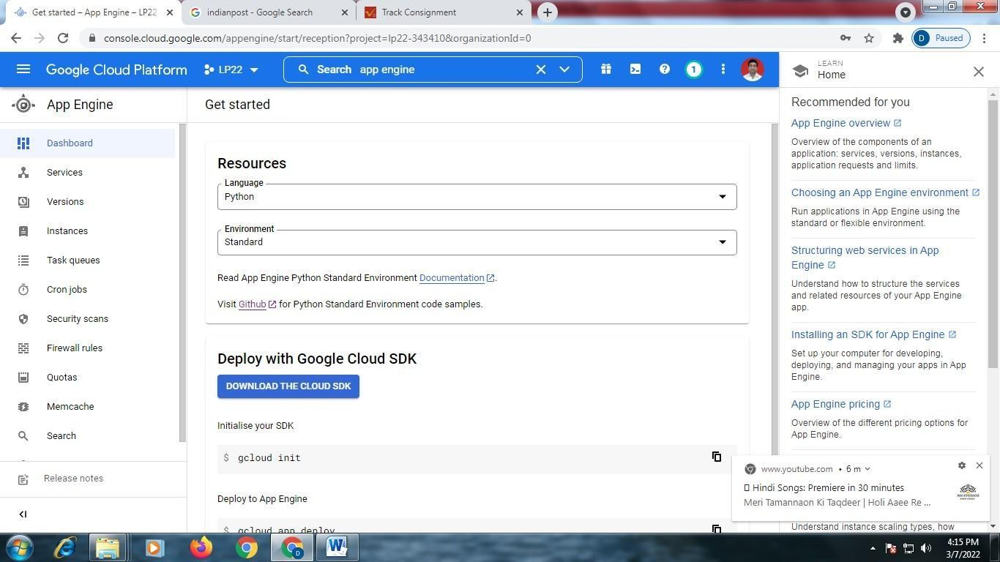 Get started – App Engine – LP22
indianpost - Google Search
Track Consignment
console.cloud.google.com/appengine/start/reception?project=lp22-343410&organizationId=0
D Paused
Google Cloud Platform
LP22
Search app engine
1
LEARN
Home
App Engine
Get started
Dashboard
Services
Versions
Instances
Task queues
Cron jobs
Security scans
Firewall rules
Quotas
Memcache
Search
Release notes
Resources
Language
Python
Environment
Standard
Read App Engine Python Standard Environment Documentation.
Visit Github for Python Standard Environment code samples.
Deploy with Google Cloud SDK
DOWNLOAD THE CLOUD SDK
Initialise your SDK
$ gcloud init
Deploy to App Engine
$ gcloud app deploy
Recommended for you
App Engine overview
Overview of the components of an
application: services, versions, instances,
application requests and limits.
Choosing an App Engine environment
Run applications in App Engine using the
standard or flexible environment.
Structuring web services in App
Engine
Understand how to structure the services
and related resources of your App Engine
app.
Installing an SDK for App Engine
Set up your computer for developing,
deploying, and managing your apps in App
Engine.
App Engine pricing
Overview of the different pricing options for
App Engine.
www.youtube.com • 6 m
Hindi Songs: Premiere in 30 minutes
Meri Tamannaon Ki Taqdeer | Holi Aaee Re ...
Understand instance scaling types, how
D
W
4:15 PM
3/7/2022